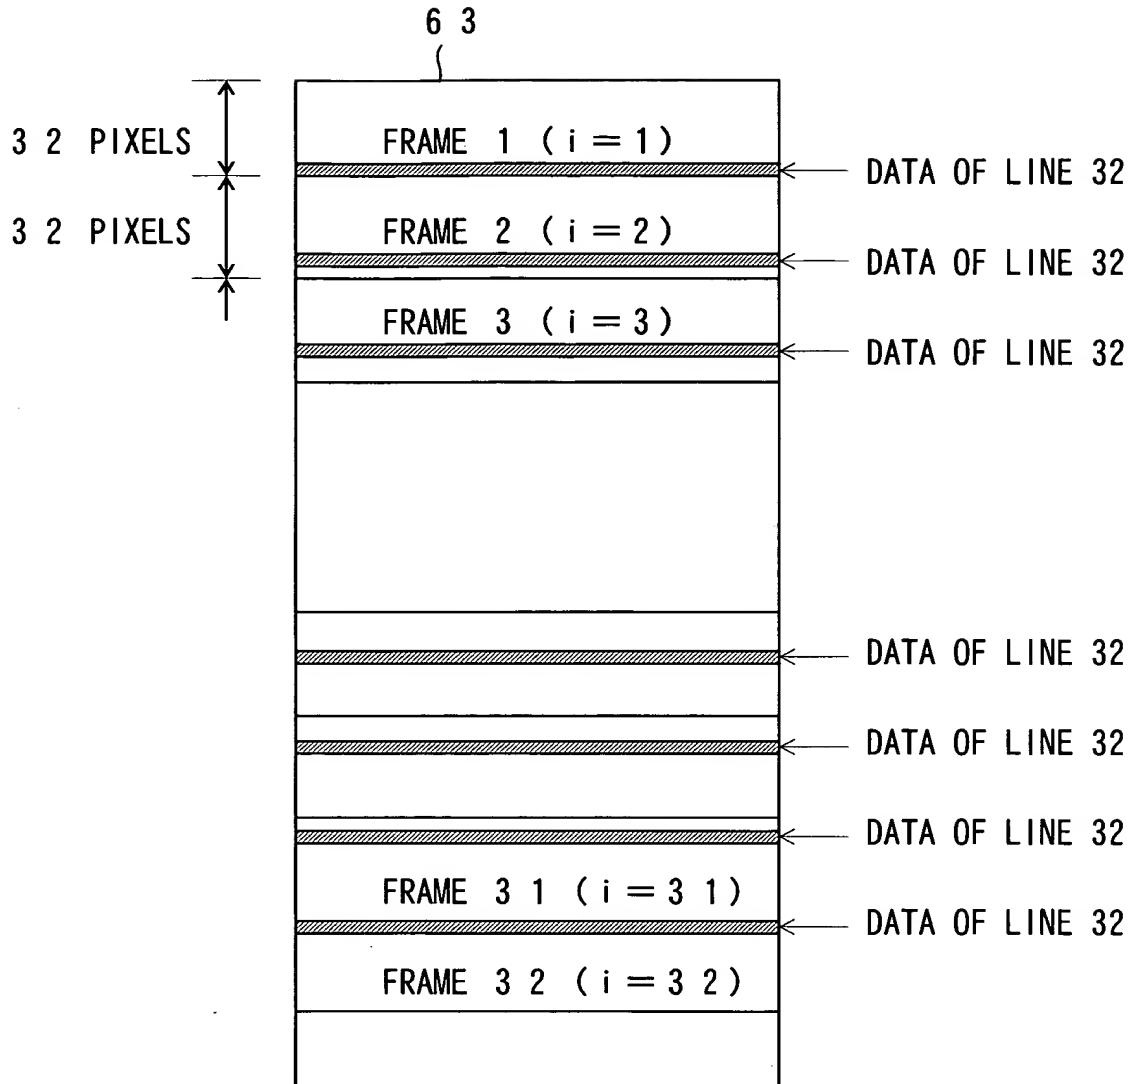 6 3
3 2 PIXELS
FRAME 1 ( i = 1 )
DATA OF LINE 32
3 2 PIXELS
FRAME 2 ( i = 2 )
DATA OF LINE 32
FRAME 3 ( i = 3 )
DATA OF LINE 32
DATA OF LINE 32
DATA OF LINE 32
DATA OF LINE 32
FRAME 3 1 ( i = 3 1 )
DATA OF LINE 32
FRAME 3 2 ( i = 3 2 )